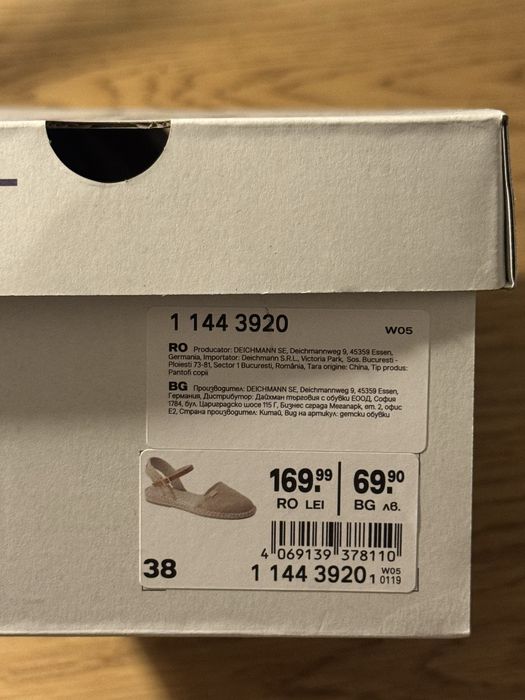 1 144 3920
W05
RO Producator: DEICHMANN SE, Deichmannweg 9, 45359 Essen,
Germania, Importator: Deichmann S.R.L., Victoria Park, Sos. Bucuresti -
Ploiesti 73-81, Sector 1 Bucuresti, România, Tara origine: China, Tip produs:
Pantofi copii
BG Производител: DEICHMANN SE, Deichmannweg 9, 45359 Essen,
Германия, Дистрибутор: Дайхман търговия с обувки ЕООД, София
1784, бул. Цариградско шосе 115 Г, Бизнес сграда Мегапарк, ет. 2, офис
Е2, Страна производител: Китай, Вид на артикул: детски обувки
169.99 69.90
RO LEI BG лв.
4 069139 378110
38
1 144 3920 1 W05
0119